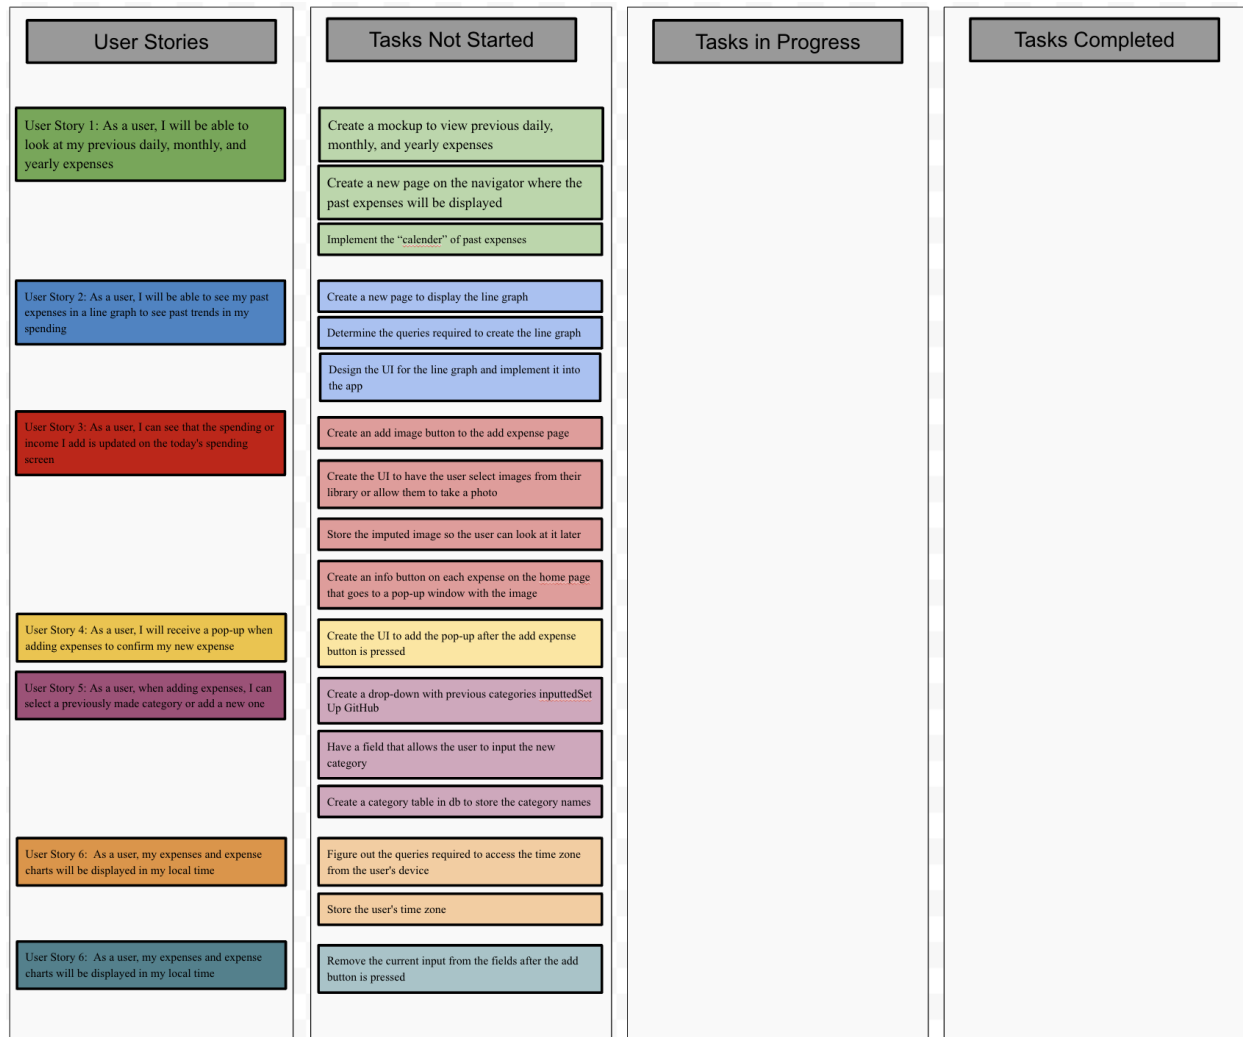 User Stories
Tasks Not Started
Tasks in Progress
Tasks Completed
User Story 1: As a user, I will be able to
look at my previous daily, monthly, and
yearly expenses
Create a mockup to view previous daily,
monthly, and yearly expenses
Create a new page on the navigator where the
past expenses will be displayed
Implement the “calender” of past expenses
User Story 2: As a user, I will be able to see my past
expenses in a line graph to see past trends in my
spending
Create a new page to display the line graph
Determine the queries required to create the line graph
Design the UI for the line graph and implement it into
the app
User Story 3: As a user, I can see that the spending or
income I add is updated on the today's spending
screen
Create an add image button to the add expense page
Create the UI to have the user select images from their
library or allow them to take a photo
Store the imputed image so the user can look at it later
Create an info button on each expense on the home page
that goes to a pop-up window with the image
User Story 4: As a user, I will receive a pop-up when
adding expenses to confirm my new expense
Create the UI to add the pop-up after the add expense
button is pressed
User Story 5: As a user, when adding expenses, I can
select a previously made category or add a new one
Create a drop-down with previous categories inputtedSet
Up GitHub
Have a field that allows the user to input the new
category
Create a category table in db to store the category names
User Story 6:  As a user, my expenses and expense
charts will be displayed in my local time
Figure out the queries required to access the time zone
from the user's device
Store the user's time zone
User Story 6:  As a user, my expenses and expense
charts will be displayed in my local time
Remove the current input from the fields after the add
button is pressed